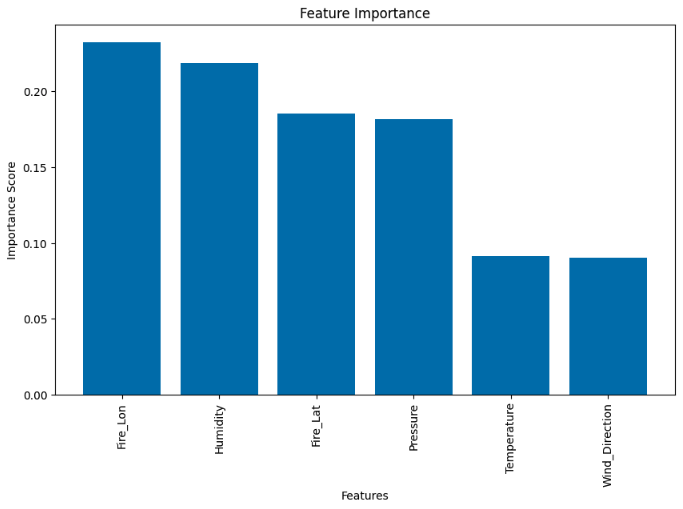 Feature Importance
Importance Score
0.20
0.15
0.10
0.05
0.00
Fire_Lon
Humidity
Fire_Lat
Pressure
Temperature
Wind_Direction
Features